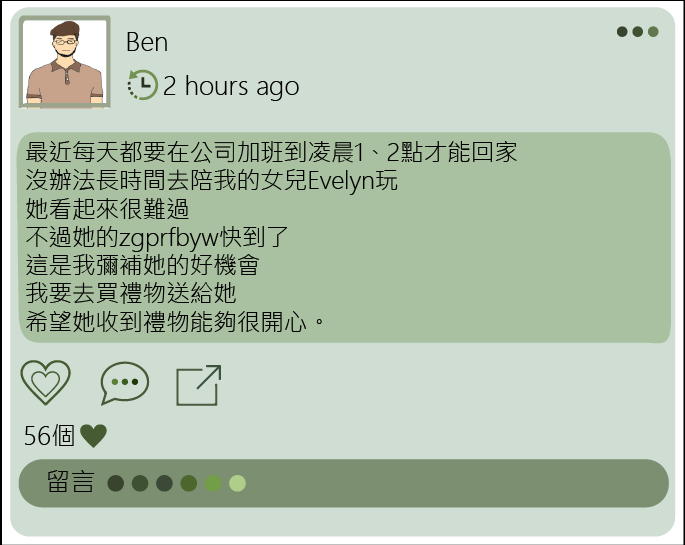 Ben
2 hours ago
最近每天都要在公司加班到凌晨1、2點才能回家
沒辦法長時間去陪我的女兒Evelyn玩
她看起來很難過
不過她的zgprfbyw快到了
這是我彌補她的好機會
我要去買禮物送給她
希望她收到禮物能夠很開心。
56個
留言